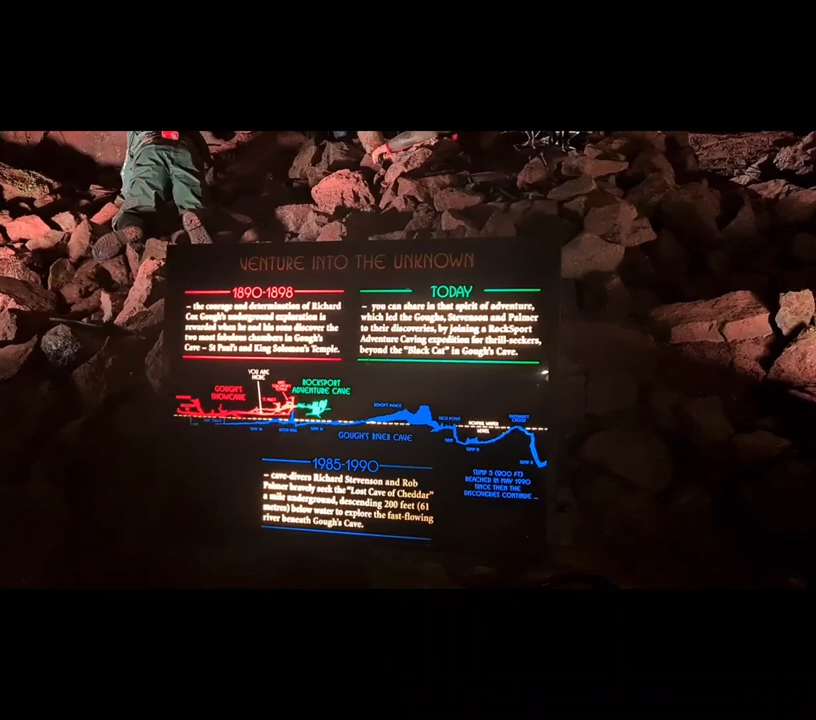 VENTURE INTO THE UNKNOWN
1890-1898
– the courage and determination of Richard
Cox Gough's underground exploration is
rewarded when he and his sons discover the
two most fabulous chambers in Gough's
Cave – St Paul's and King Solomon's Temple.
TODAY
– you can share in that spirit of adventure,
which led the Goughs, Stevenson and Palmer
to their discoveries, by joining a RockSport
Adventure Caving expedition for thrill-seekers,
beyond the "Black Cat" in Gough's Cave.
YOU ARE
HERE
GOUGH'S
SHOWCAVE
ROCKSPORT
ADVENTURE CAVE
GOUGH'S RIVER CAVE
NORMAL WATER
LEVEL
SUMP 3 (200 FT)
REACHED IN MAY 1990
SINCE THEN THE
DISCOVERIES CONTINUE ...
1985-1990
– cave-divers Richard Stevenson and Rob
Palmer bravely seek the "Lost Cave of Cheddar"
a mile underground, descending 200 feet (61
metres) below water to explore the fast-flowing
river beneath Gough's Cave.